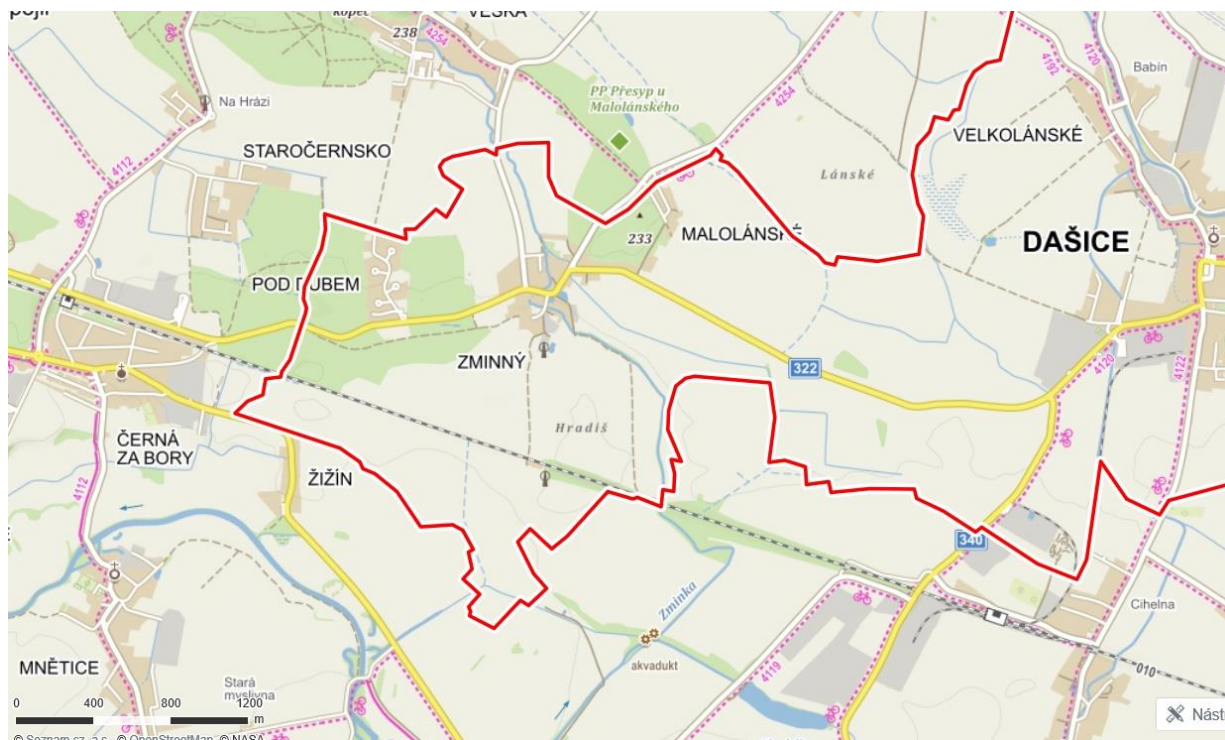 kopec
238
VESKA
4254
Na Hrázi
4112
STAROČERNSKO
PP Přesyp u
Malolánského
4254
4192
4120
Babín
VELKOLÁNSKÉ
Lánské
233
MALOLÁNSKÉ
DAŠICE
POD DUBEM
ZMINNÝ
322
4120
4122
Hradiš
ČERNÁ
ZA BORY
ŽIŽÍN
4112
340
Zminka
akvadukt
4119
Cihelna
010
MNĚTICE
Stará
myslivna
0 400 800 1200
m
Nástr
© Seznam.cz, a.s., © OpenStreetMap, © NASA